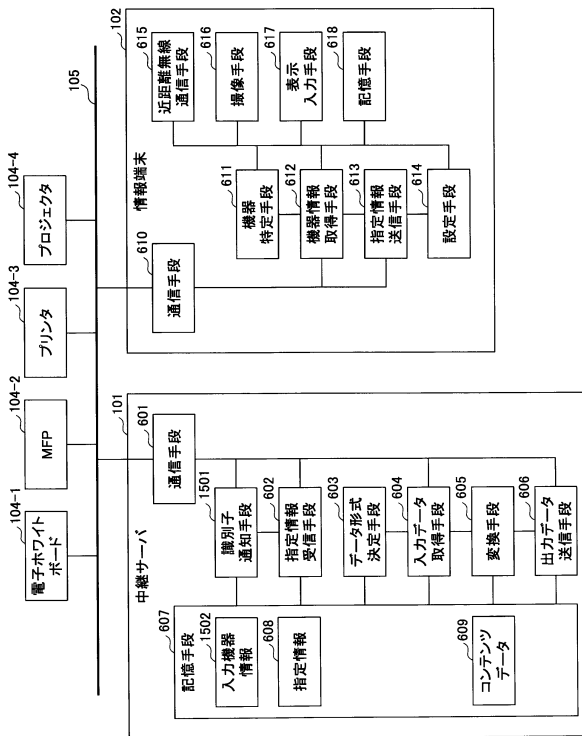 104-1
電子ホワイト
ボード
104-2
MFP
104-3
プリンタ
104-4
プロジェクタ
105
101
中継サーバ
601
通信手段
1501
識別子
通知手段
602
指定情報
受信手段
603
データ形式
決定手段
604
入力データ
取得手段
605
変換手段
606
出力データ
送信手段
607
記憶手段
1502
入力機器
情報
608
指定情報
609
コンテンツ
データ
102
情報端末
610
通信手段
611
機器
特定手段
612
機器情報
取得手段
613
指定情報
送信手段
614
設定手段
615
近距離無線
通信手段
616
撮像手段
617
表示
入力手段
618
記憶手段